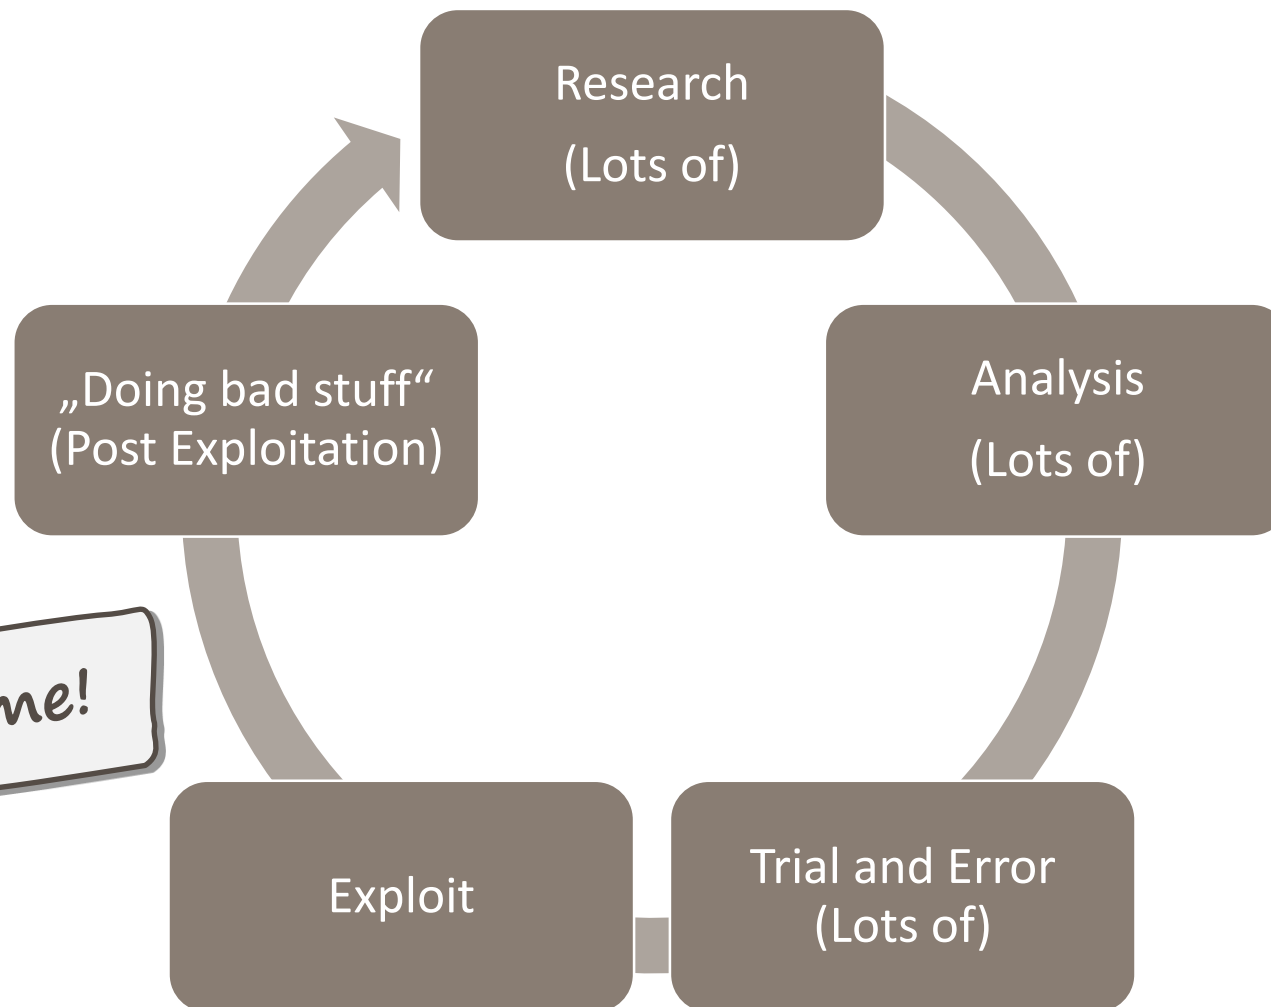 Research
(Lots of)
Analysis
(Lots of)
Trial and Error
(Lots of)
Exploit
„Doing bad stuff“
(Post Exploitation)